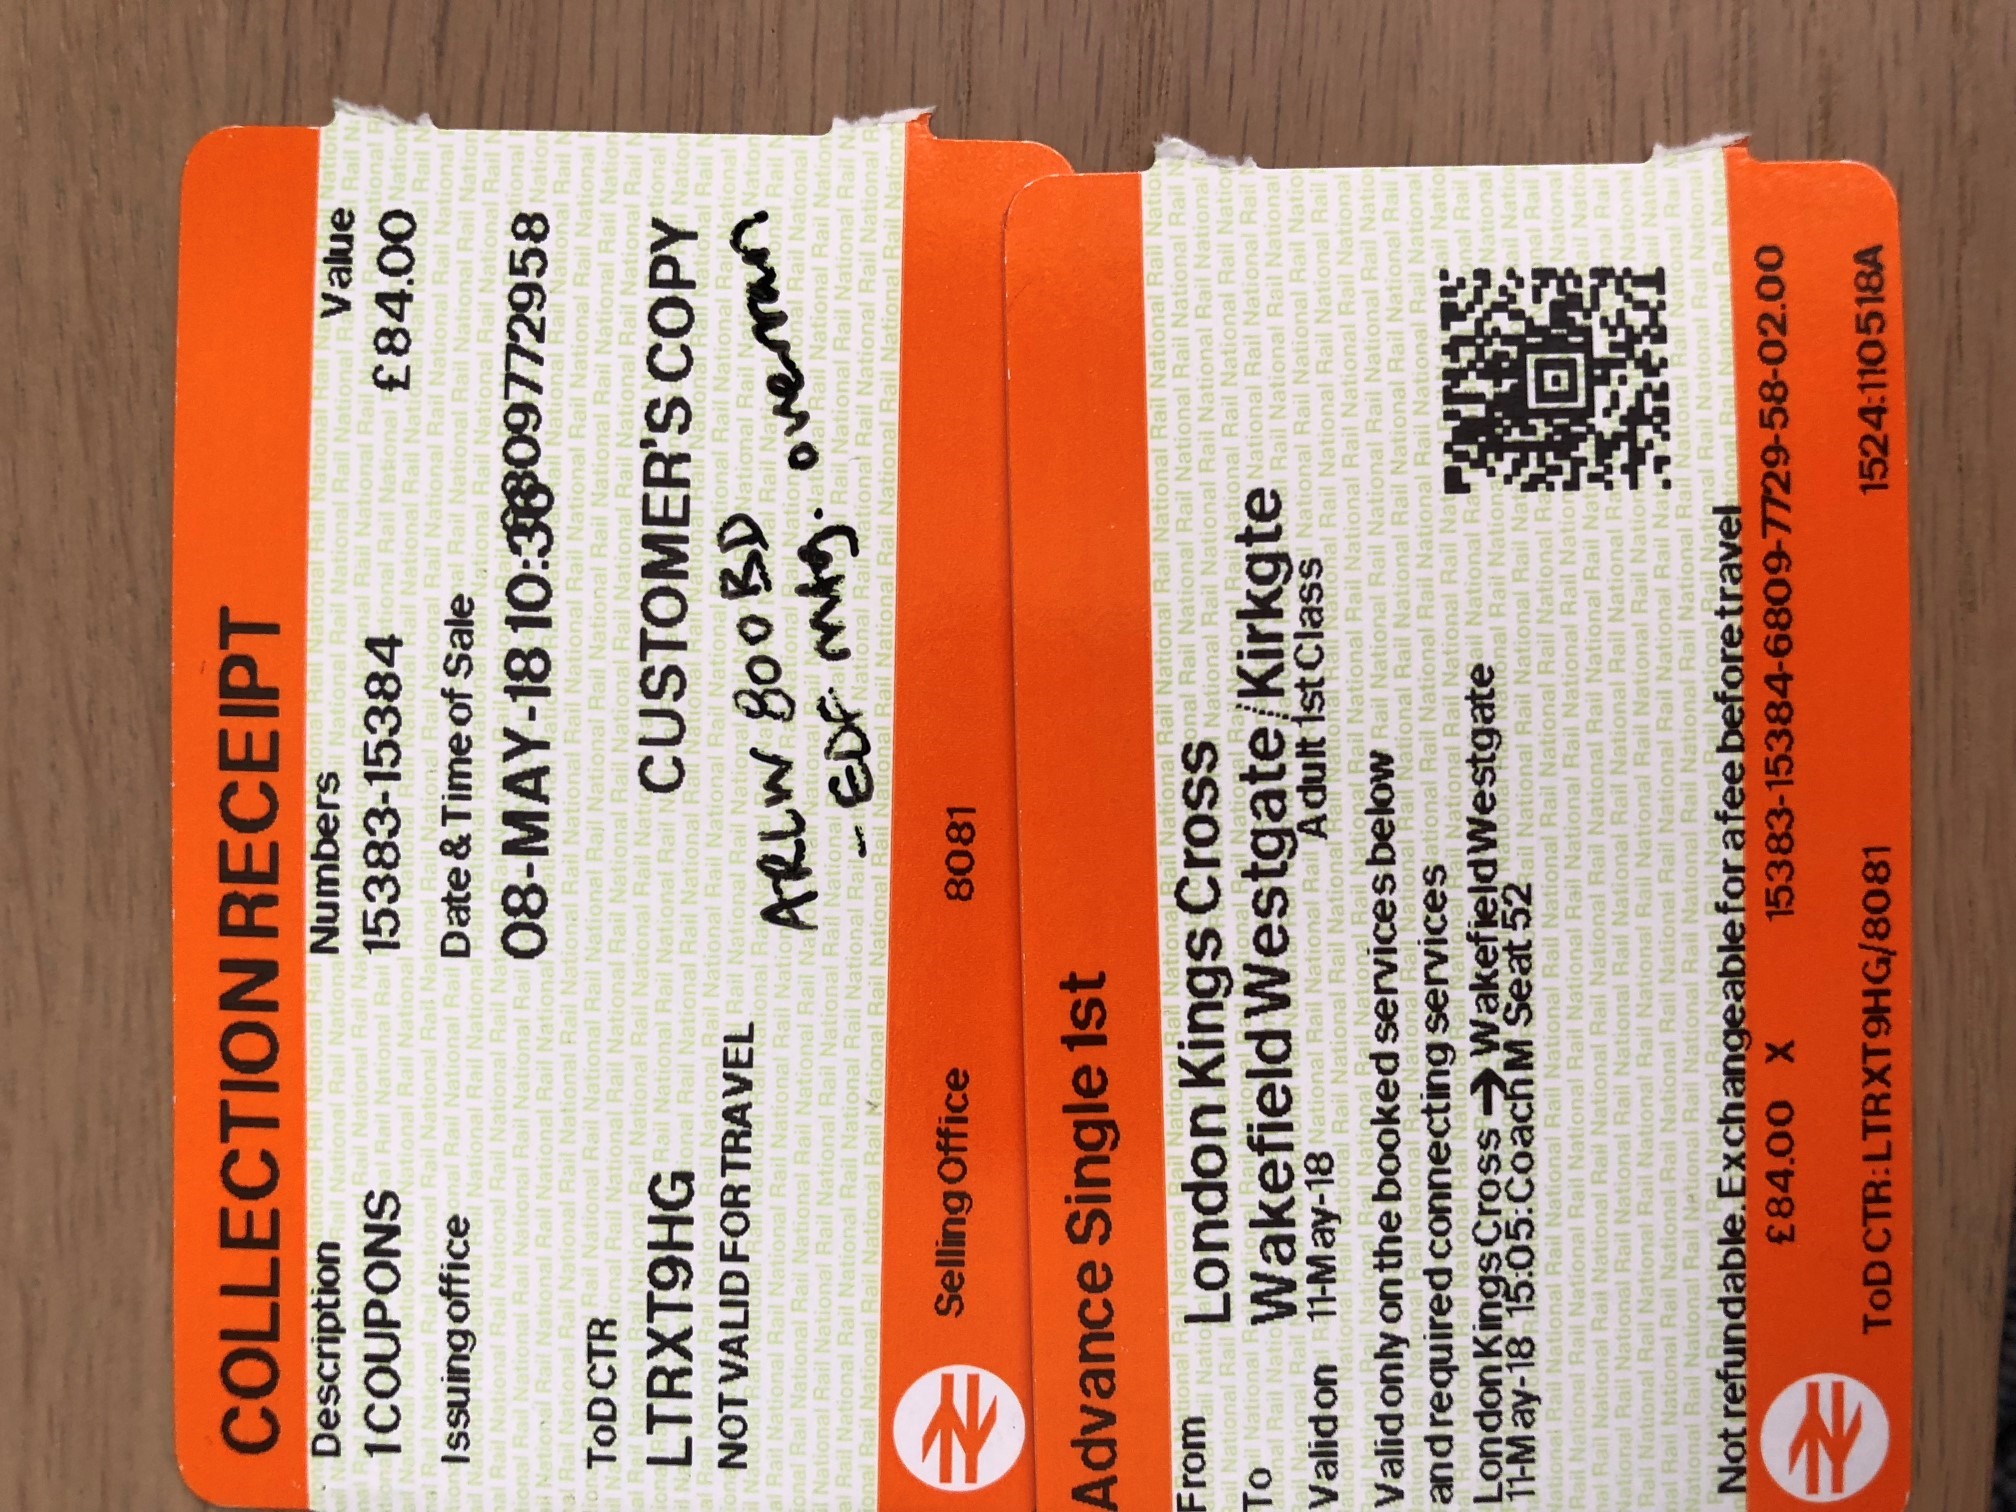 COLLECTION RECEIPT
Description Numbers Value
1 COUPONS 15383-15384 £84.00
Issuing office Date & Time of Sale
08-MAY-18 10:36 6809772958
ToD CTR
LTRXT9HG CUSTOMER'S COPY
NOT VALID FOR TRAVEL
ARLW 800BD
- EDF mtg. overran
Selling Office 8081
Advance Single 1st
From London Kings Cross
To Wakefield Westgate/Kirkgte
Valid on 11-May-18 Adult 1st Class
Valid only on the booked services below
and required connecting services
London Kings Cross → Wakefield Westgate
11-May-18 15:05: Coach M Seat 52
Not refundable. Exchangeable for a fee before travel
£84.00 X 15383-15384-6809-7729-58-02.00
ToD CTR: LTRXT9HG/8081 1524:110518A